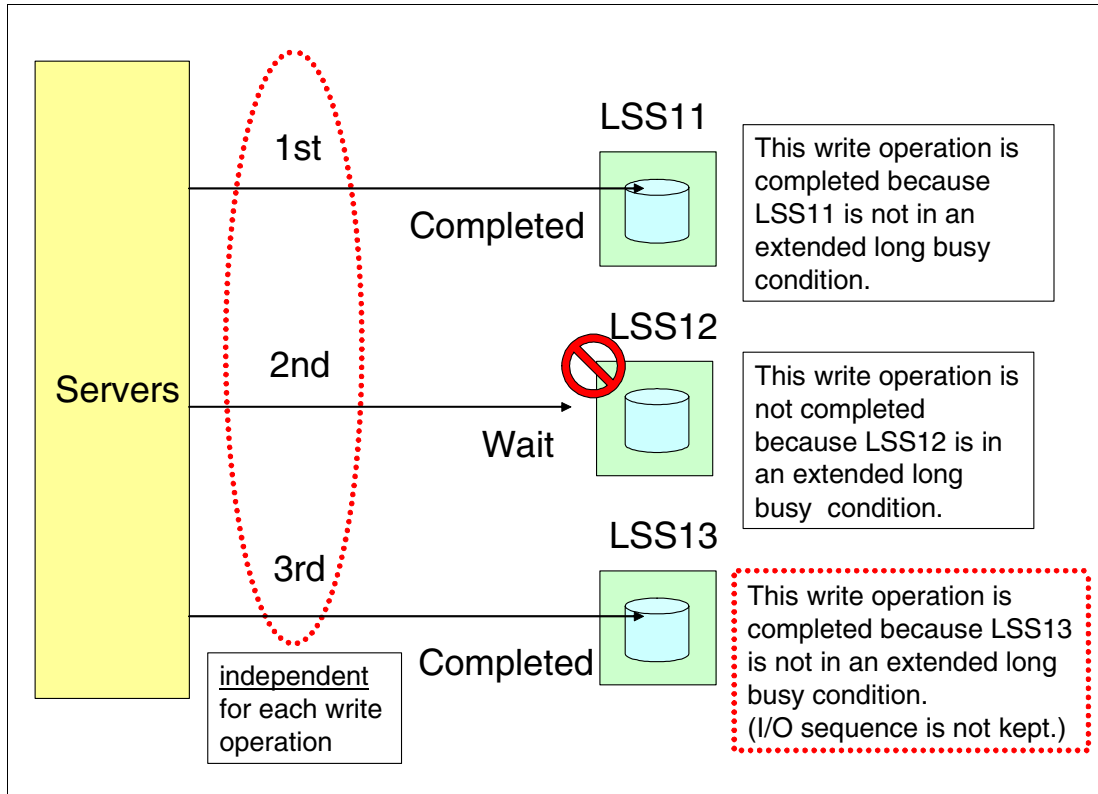 Servers
1st
Completed
LSS11
This write operation is
completed because
LSS11 is not in an
extended long busy
condition.
2nd
Wait
LSS12
This write operation is
not completed
because LSS12 is in
an extended long
busy condition.
3rd
Completed
LSS13
This write operation is
completed because LSS13
is not in an extended long
busy condition.
(I/O sequence is not kept.)
independent
for each write
operation